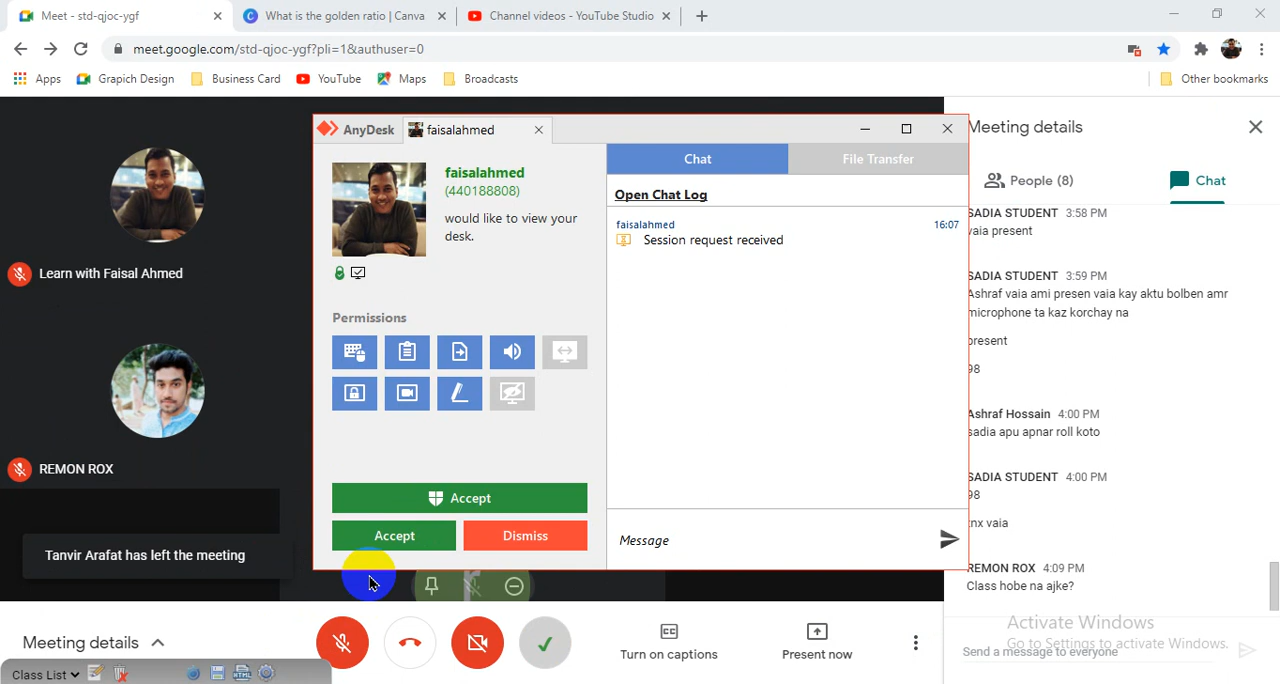 Meet - std-qjoc-ygf
What is the golden ratio | Canva
Channel videos - YouTube Studio
meet.google.com/std-qjoc-ygf?pli=1&authuser=0
Apps
Grapich Design
Business Card
YouTube
Maps
Broadcasts
Other bookmarks
AnyDesk
faisalahmed
faisalahmed
(440188808)
would like to view your
desk.
Permissions
Accept
Accept
Dismiss
Chat
File Transfer
Open Chat Log
faisalahmed
16:07
Session request received
Message
Learn with Faisal Ahmed
REMON ROX
Tanvir Arafat has left the meeting
Meeting details
Turn on captions
Present now
Class List
Meeting details
People (8)
Chat
SADIA STUDENT 3:58 PM
vaia present
SADIA STUDENT 3:59 PM
Ashraf vaia ami presen vaia kay aktu bolben amr
microphone ta kaz korchay na
present
98
Ashraf Hossain 4:00 PM
sadia apu apnar roll koto
SADIA STUDENT 4:00 PM
98
tnx vaia
REMON ROX 4:09 PM
Class hobe na ajke?
Activate Windows
Go to Settings to activate Windows.
Send a message to everyone